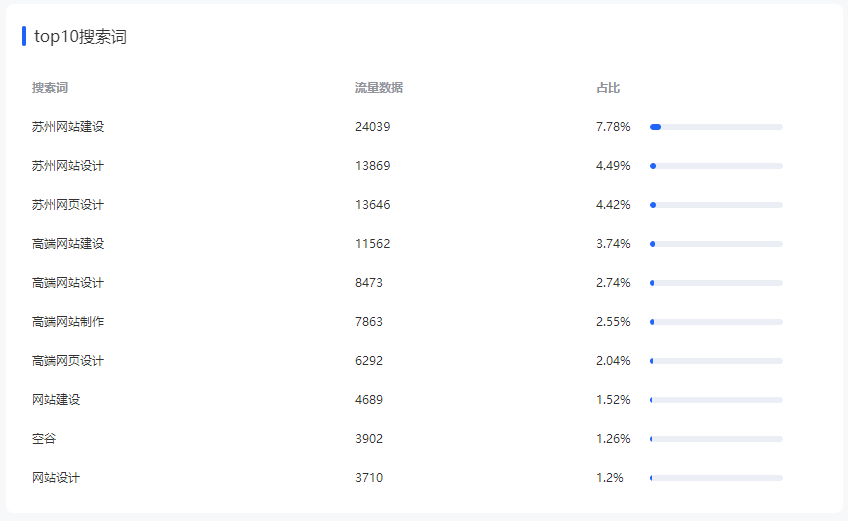 top10搜索词
搜索词 流量数据 占比
苏州网站建设 24039 7.78%
苏州网站设计 13869 4.49%
苏州网页设计 13646 4.42%
高端网站建设 11562 3.74%
高端网站设计 8473 2.74%
高端网站制作 7863 2.55%
高端网页设计 6292 2.04%
网站建设 4689 1.52%
空谷 3902 1.26%
网站设计 3710 1.2%